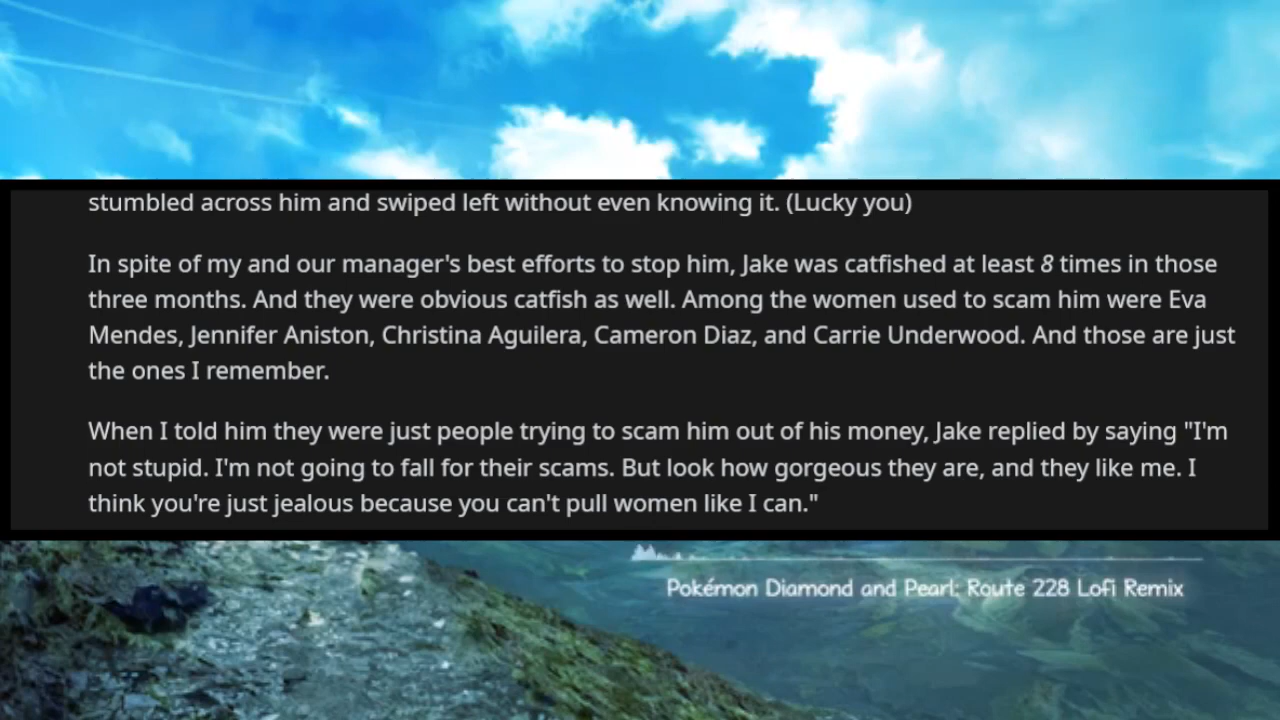 stumbled across him and swiped left without even knowing it. (Lucky you)
In spite of my and our manager's best efforts to stop him, Jake was catfished at least 8 times in those
three months. And they were obvious catfish as well. Among the women used to scam him were Eva
Mendes, Jennifer Aniston, Christina Aguilera, Cameron Diaz, and Carrie Underwood. And those are just
the ones I remember.
When I told him they were just people trying to scam him out of his money, Jake replied by saying "I'm
not stupid. I'm not going to fall for their scams. But look how gorgeous they are, and they like me. I
think you're just jealous because you can't pull women like I can."
Pokémon Diamond and Pearl: Route 228 Lofi Remix